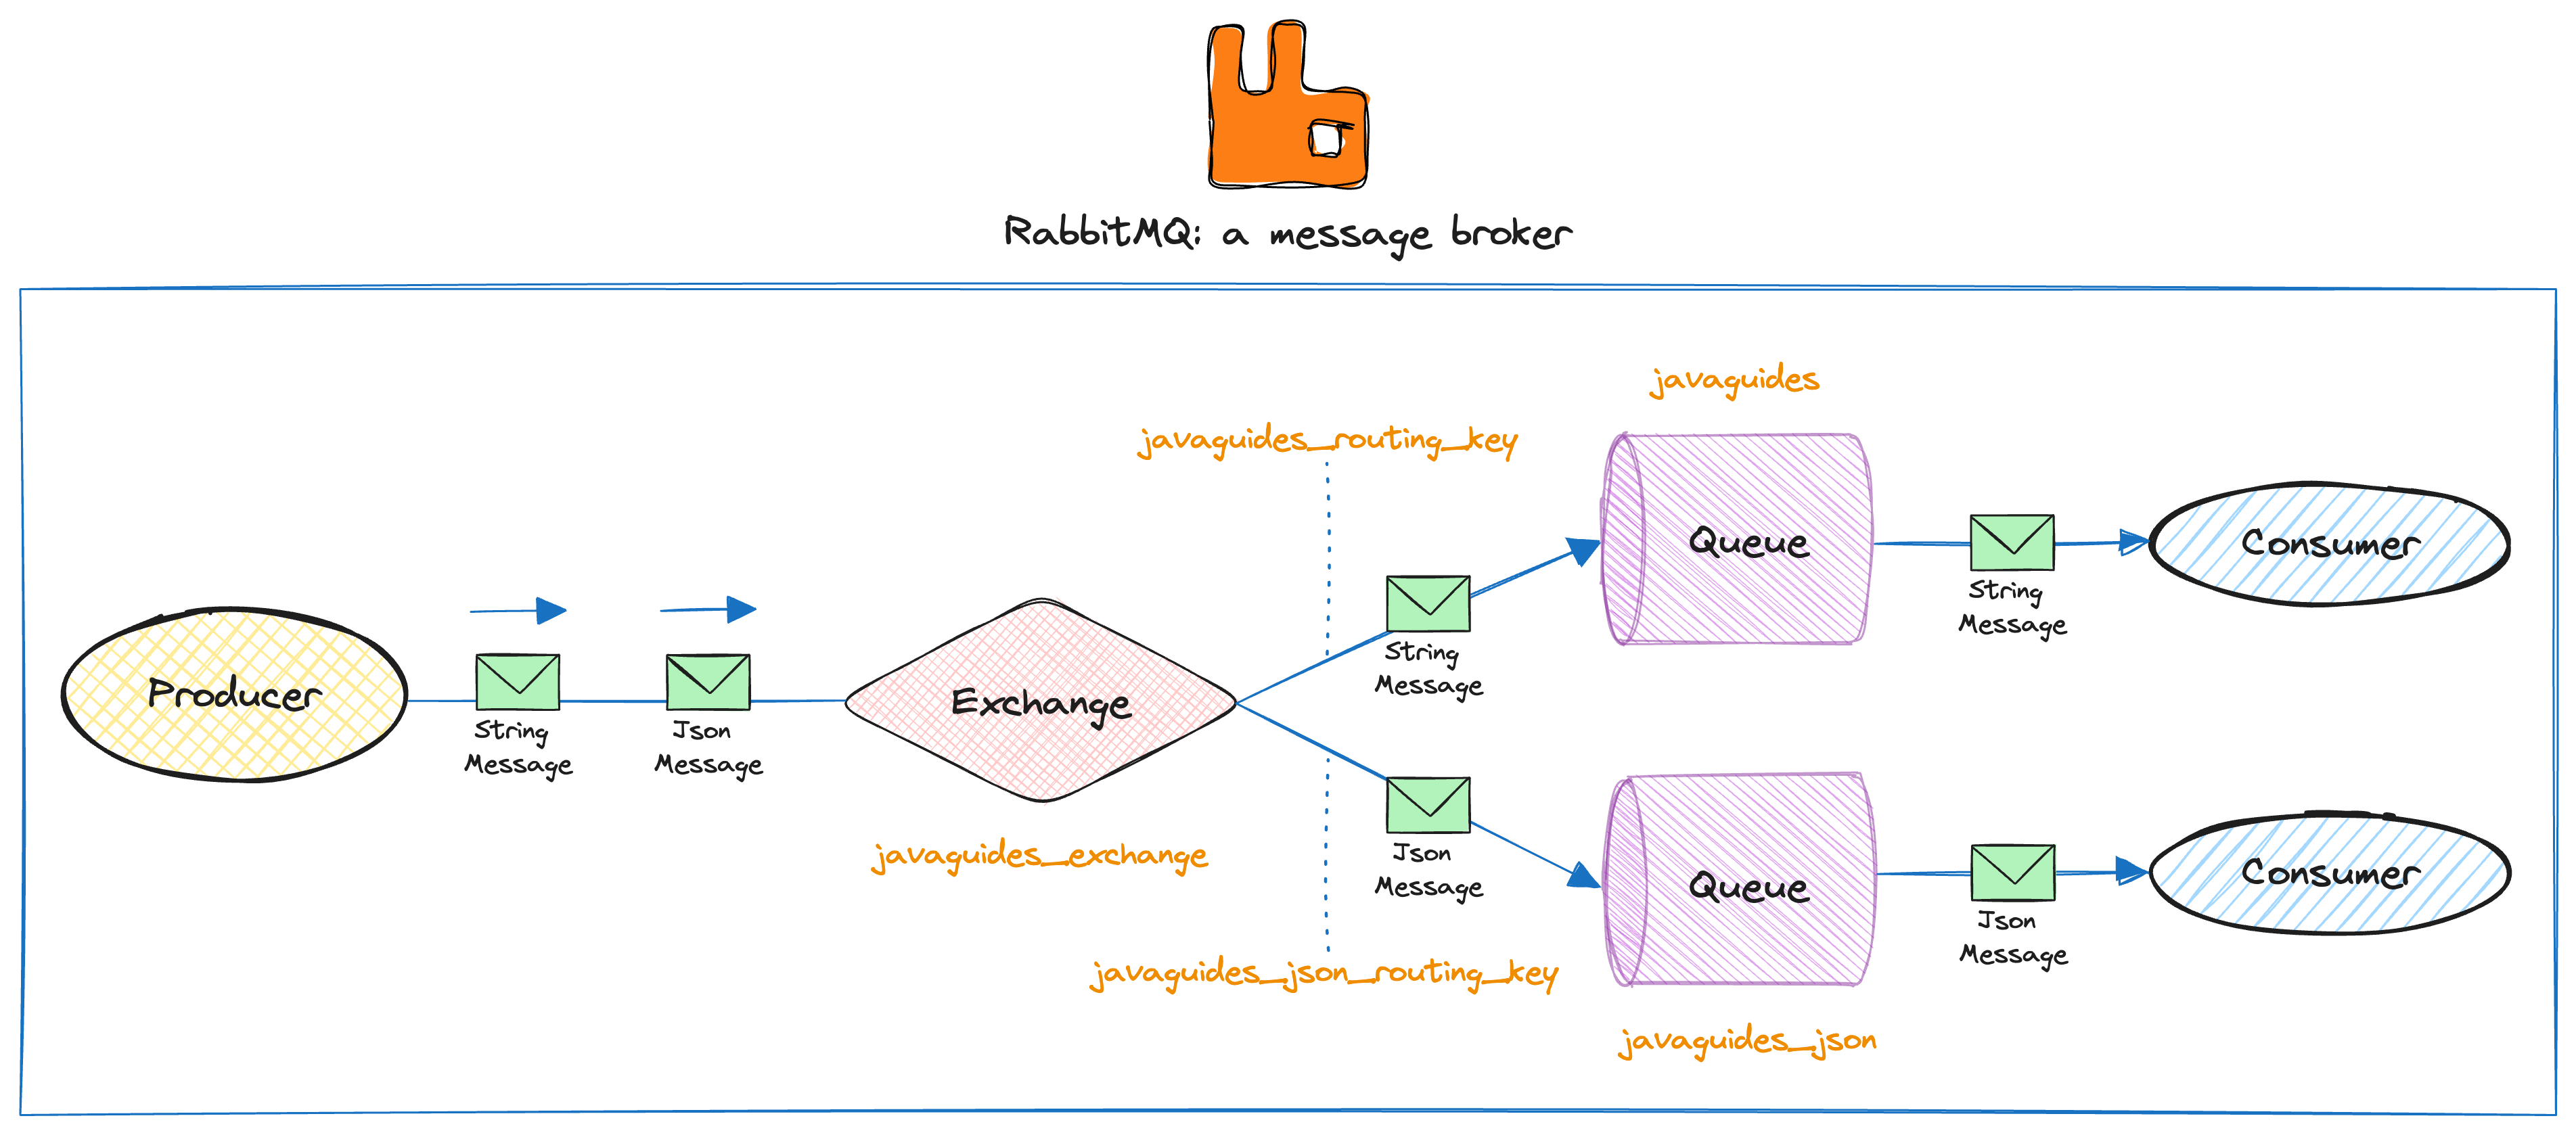 RabbitMQ: a message broker
javaguides
javaguides_routing_key
Queue
Consumer
String
Message
String
Message
Producer
String
Message
Json
Message
Exchange
javaguides_exchange
Json
Message
Queue
Json
Message
Consumer
javaguides_json_routing_key
javaguides_json